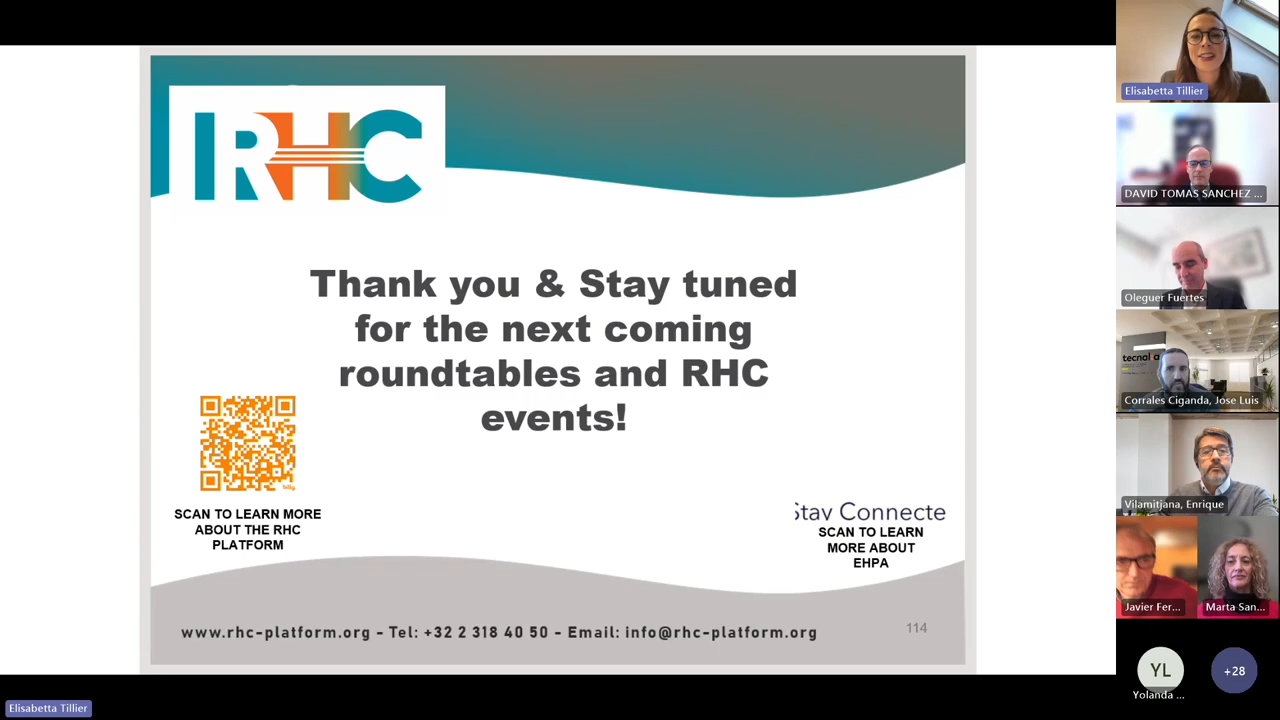 RHC
Thank you & Stay tuned
for the next coming
roundtables and RHC
events!
bitly
SCAN TO LEARN MORE
ABOUT THE RHC
PLATFORM
Stay Connecte
SCAN TO LEARN
MORE ABOUT
EHPA
www.rhc-platform.org - Tel: +32 2 318 40 50 - Email: info@rhc-platform.org
114
Elisabetta Tillier
Elisabetta Tillier
DAVID TOMAS SANCHEZ ...
Oleguer Fuertes
tecnalia
Corrales Ciganda, Jose Luis
Vilamitjana, Enrique
Javier Fer...
Marta San...
YL
Yolanda ...
+28